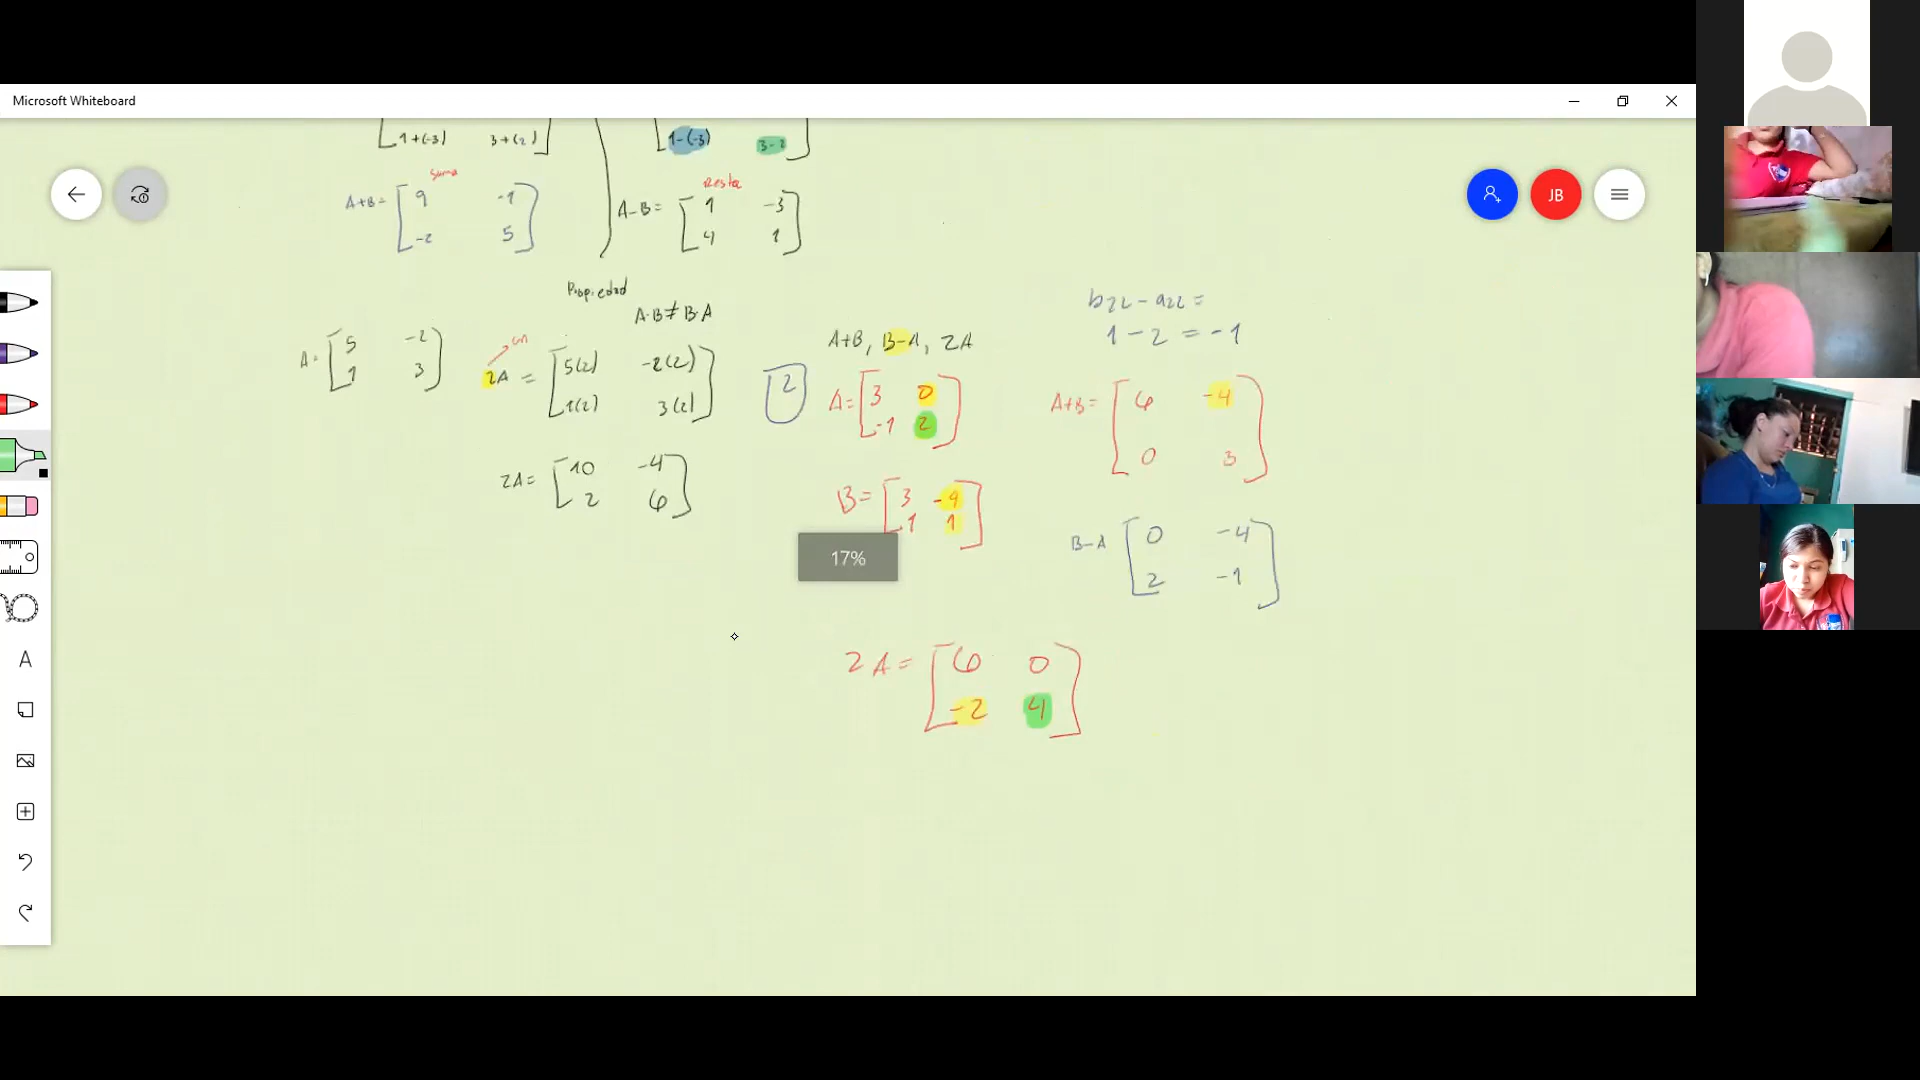 Microsoft Whiteboard
1+(-3) 3+(2)
1-(-3) 3-2
Suma
A+B= [9 -1
-2 5]
Resta
A-B= [1 -3
4 1]
Propiedad
A·B≠B·A
A= [5 -2
1 3]
2A = [5(2) -2(2)
1(2) 3(2)]
2A= [10 -4
2 6]
2
A+B, B-A, 2A
A= [3 0
-1 2]
B= [3 -4
1 1]
b22-a22=
1-2=-1
A+B= [6 -4
0 3]
B-A [0 -4
2 -1]
2A= [6 0
-2 4]
17%
JB
A